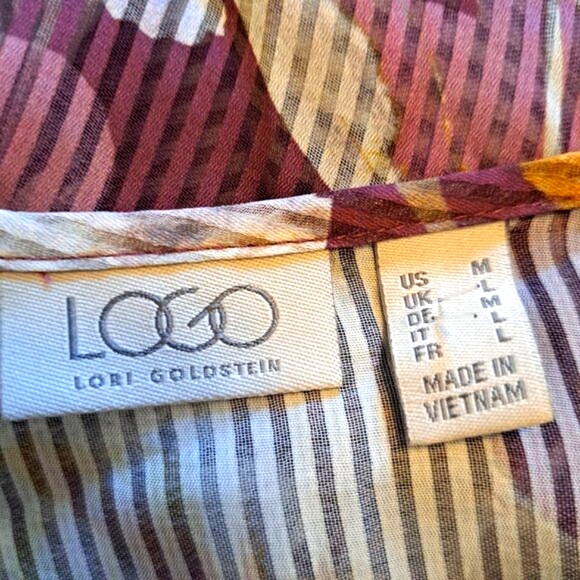 LOGO
LORI GOLDSTEIN
US M
UK L
DE M
IT L
FR L
MADE IN
VIETNAM